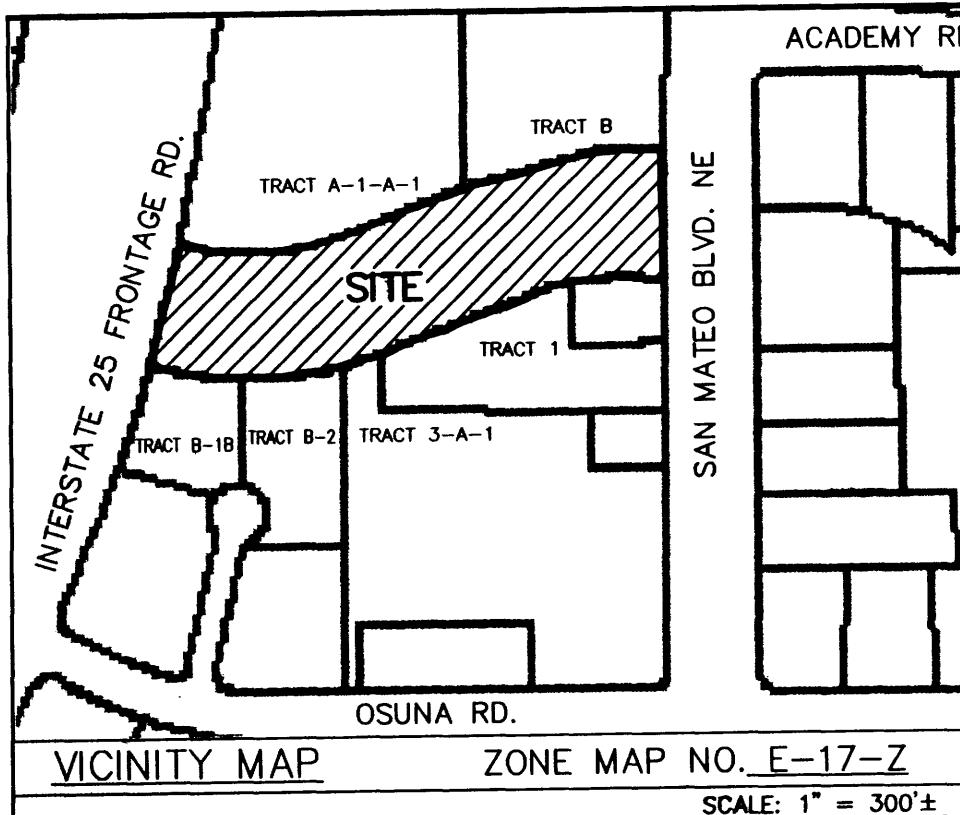 ACADEMY
TRACT B
TRACT A-1-A-1
INTERSTATE 25 FRONTAGE RD.
SAN MATEO BLVD. NE
SITE
TRACT 1
TRACT B-1B
TRACT B-2
TRACT 3-A-1
OSUNA RD.
VICINITY MAP
ZONE MAP NO. E-17-Z
SCALE: 1" = 300'±